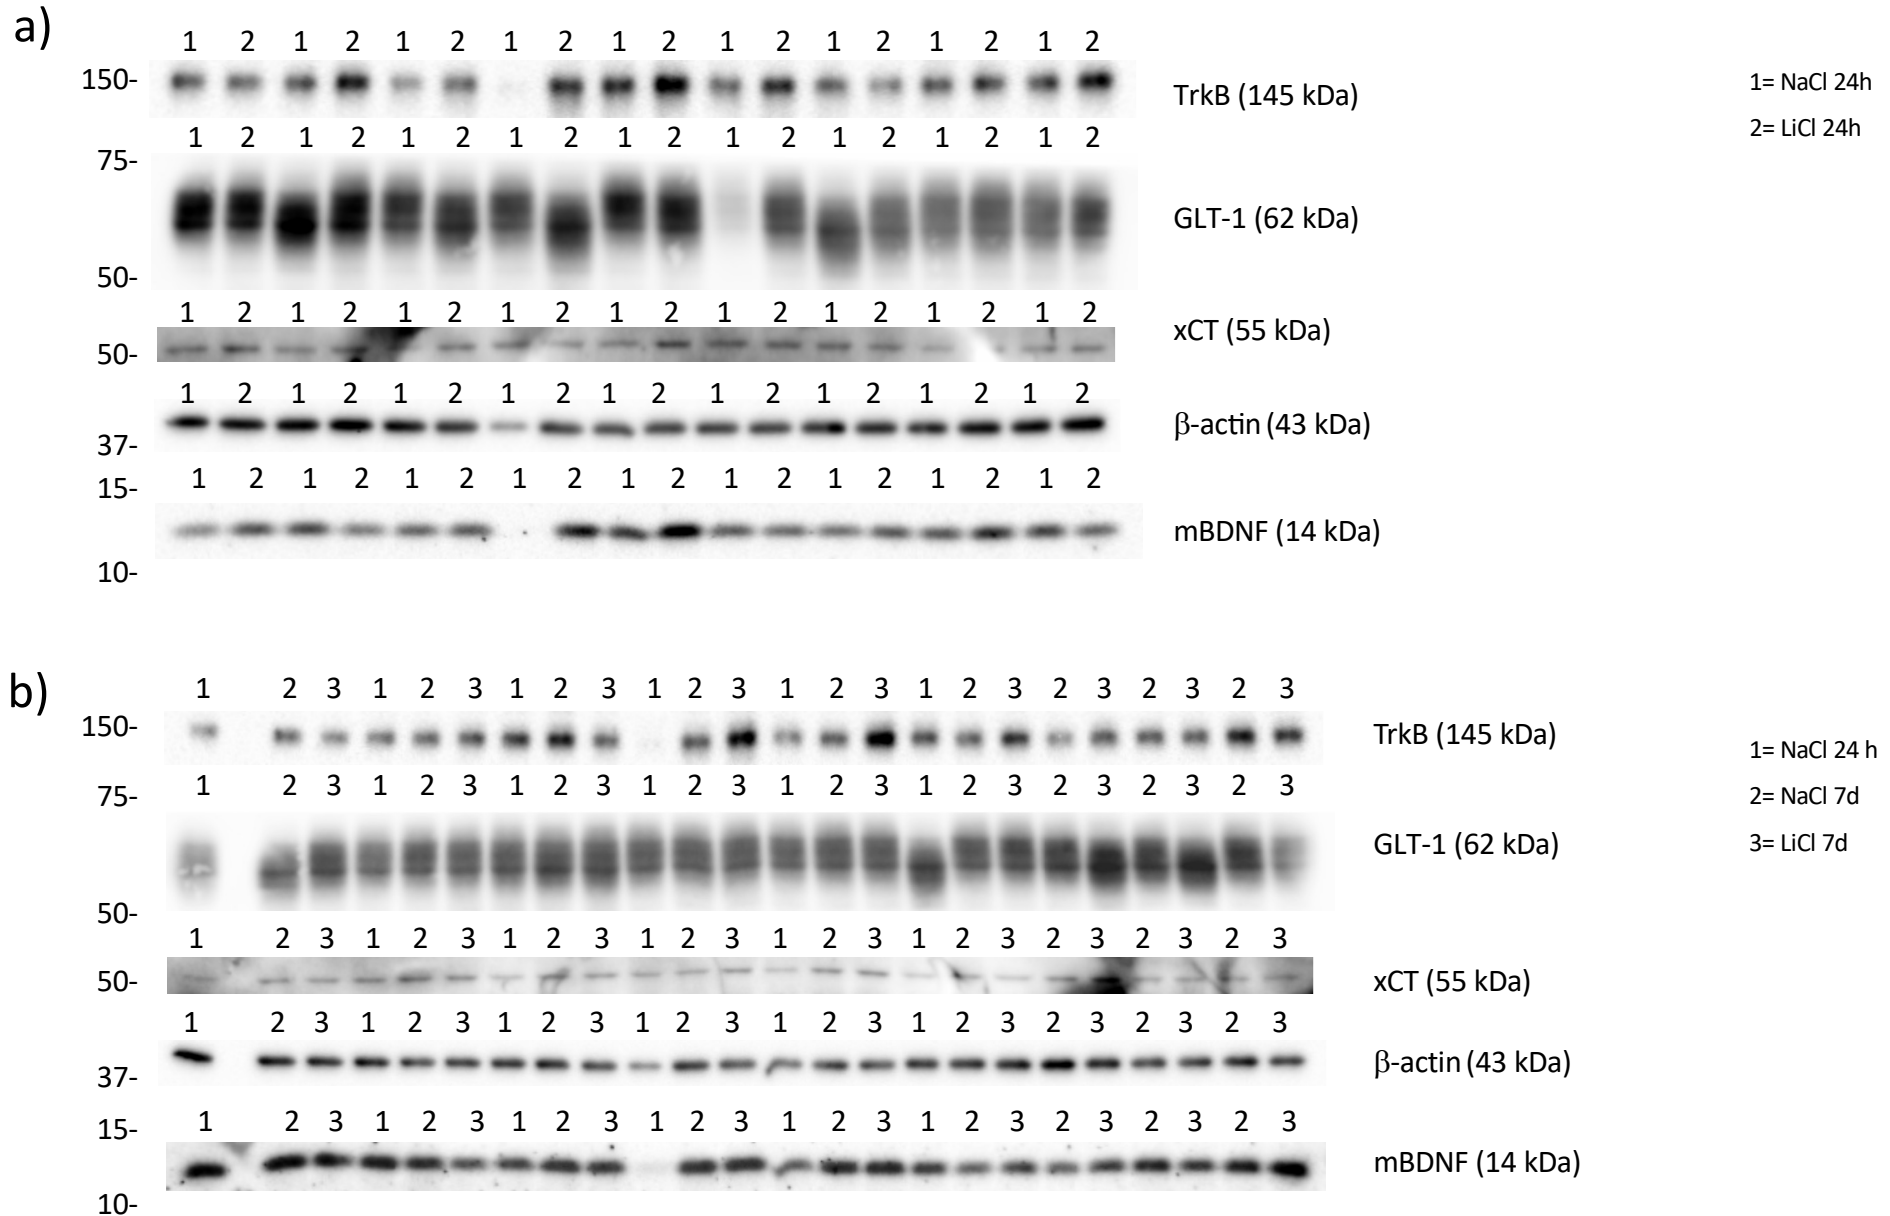 a)
1 2 1 2 1 2 1 2 1 2 1 2 1 2 1 2 1 2
150-
TrkB (145 kDa)
1= NaCl 24h
2= LiCl 24h
1 2 1 2 1 2 1 2 1 2 1 2 1 2 1 2 1 2
75-
GLT-1 (62 kDa)
50-
1 2 1 2 1 2 1 2 1 2 1 2 1 2 1 2 1 2
xCT (55 kDa)
50-
1 2 1 2 1 2 1 2 1 2 1 2 1 2 1 2 1 2
β-actin (43 kDa)
37-
1 2 1 2 1 2 1 2 1 2 1 2 1 2 1 2 1 2
15-
mBDNF (14 kDa)
10-
b)
1 2 3 1 2 3 1 2 3 1 2 3 1 2 3 1 2 3 2 3 2 3 2 3
150-
TrkB (145 kDa)
1= NaCl 24 h
2= NaCl 7d
3= LiCl 7d
1 2 3 1 2 3 1 2 3 1 2 3 1 2 3 1 2 3 2 3 2 3 2 3
75-
GLT-1 (62 kDa)
50-
1 2 3 1 2 3 1 2 3 1 2 3 1 2 3 1 2 3 2 3 2 3 2 3
50-
xCT (55 kDa)
1 2 3 1 2 3 1 2 3 1 2 3 1 2 3 1 2 3 2 3 2 3 2 3
β-actin (43 kDa)
37-
1 2 3 1 2 3 1 2 3 1 2 3 1 2 3 1 2 3 2 3 2 3 2 3
15-
mBDNF (14 kDa)
10-